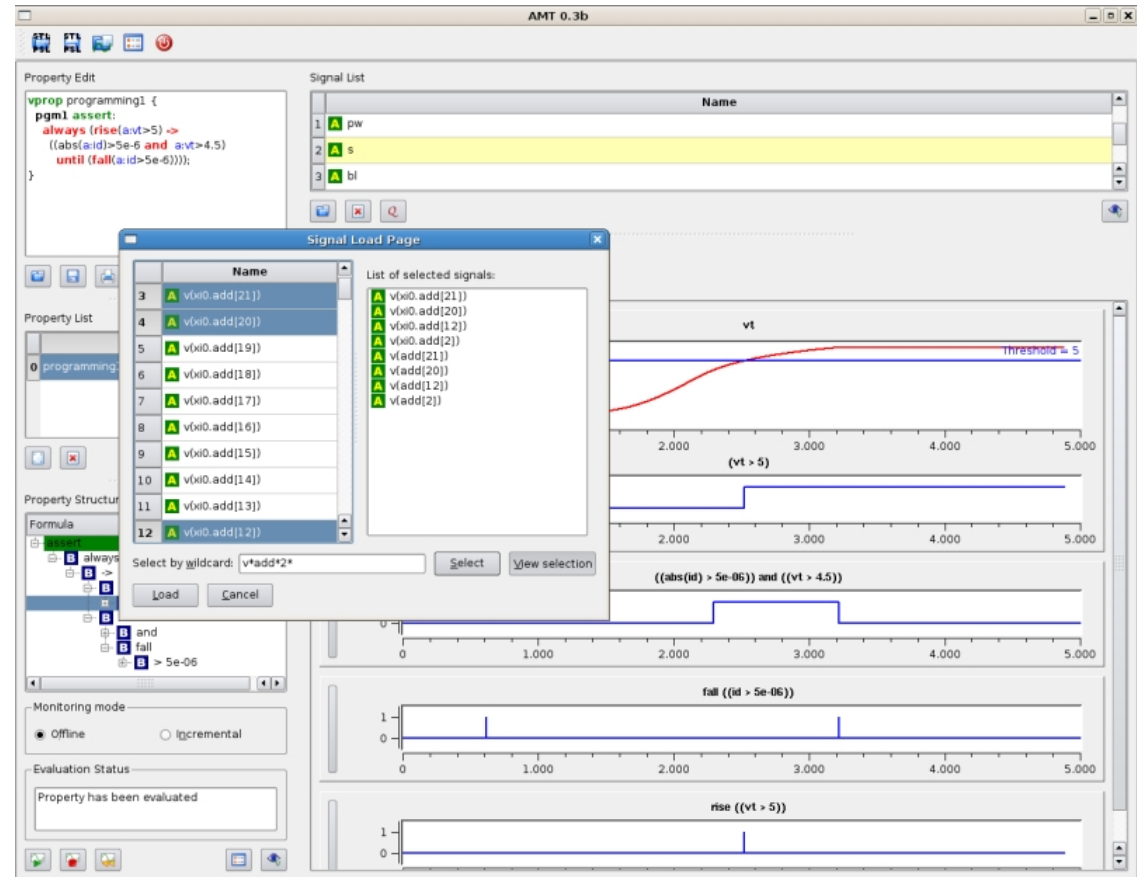 AMT 0.3b
STL PSL
STL PSL
Property Edit
vprop programming1 {
pgm1 assert:
always (rise(a:vt>5) ->
((abs(a:id)>5e-6 and a:vt>4.5)
until (fall(a:id>5e-6))));
}
Signal List
Name
1 A pw
2 A s
3 A bl
Q
Signal Load Page
Name
3 A v(xi0.add[21])
4 A v(xi0.add[20])
5 A v(xi0.add[19])
6 A v(xi0.add[18])
7 A v(xi0.add[17])
8 A v(xi0.add[16])
9 A v(xi0.add[15])
10 A v(xi0.add[14])
11 A v(xi0.add[13])
12 A v(xi0.add[12])
List of selected signals:
A v(xi0.add[21])
A v(xi0.add[20])
A v(xi0.add[12])
A v(xi0.add[2])
A v(add[21])
A v(add[20])
A v(add[12])
A v(add[2])
Select by wildcard: v*add*2*
Select
View selection
Load
Cancel
Property List
0 programming
Property Structur
Formula
assert
B always
B ->
B
B
B and
B fall
B > 5e-06
Monitoring mode
Offline
Incremental
Evaluation Status
Property has been evaluated
vt
Threshold = 5
2.000 3.000 4.000 5.000
(vt > 5)
2.000 3.000 4.000 5.000
((abs(id) > 5e-06)) and ((vt > 4.5))
0
0 1.000 2.000 3.000 4.000 5.000
fall ((id > 5e-06))
1
0
0 1.000 2.000 3.000 4.000 5.000
rise ((vt > 5))
1
0